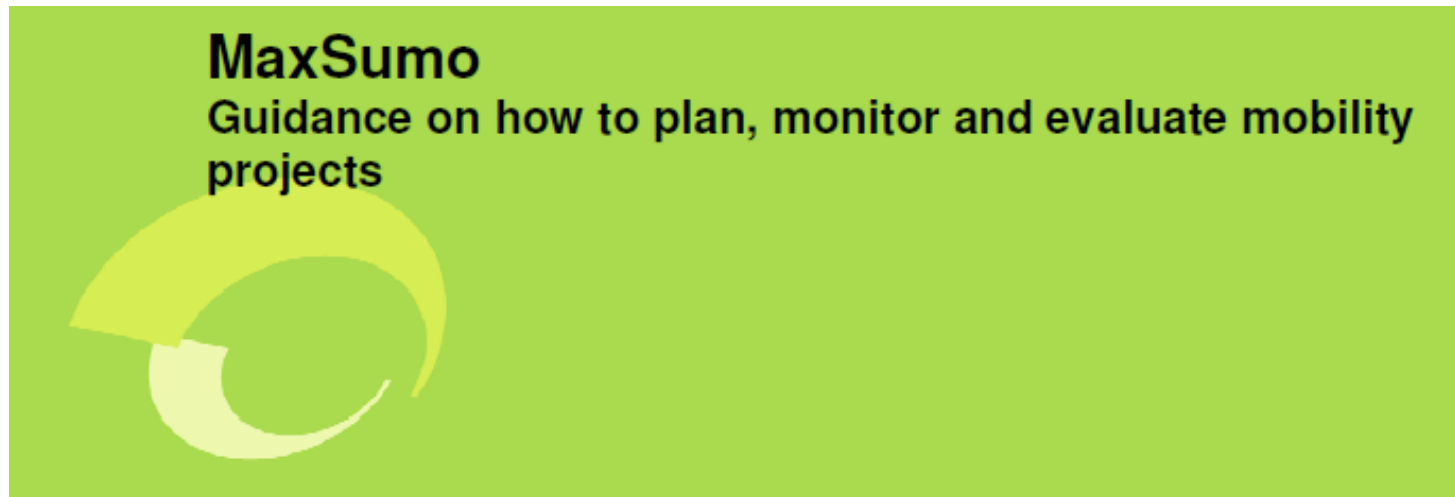 MaxSumo
Guidance on how to plan, monitor and evaluate mobility
projects